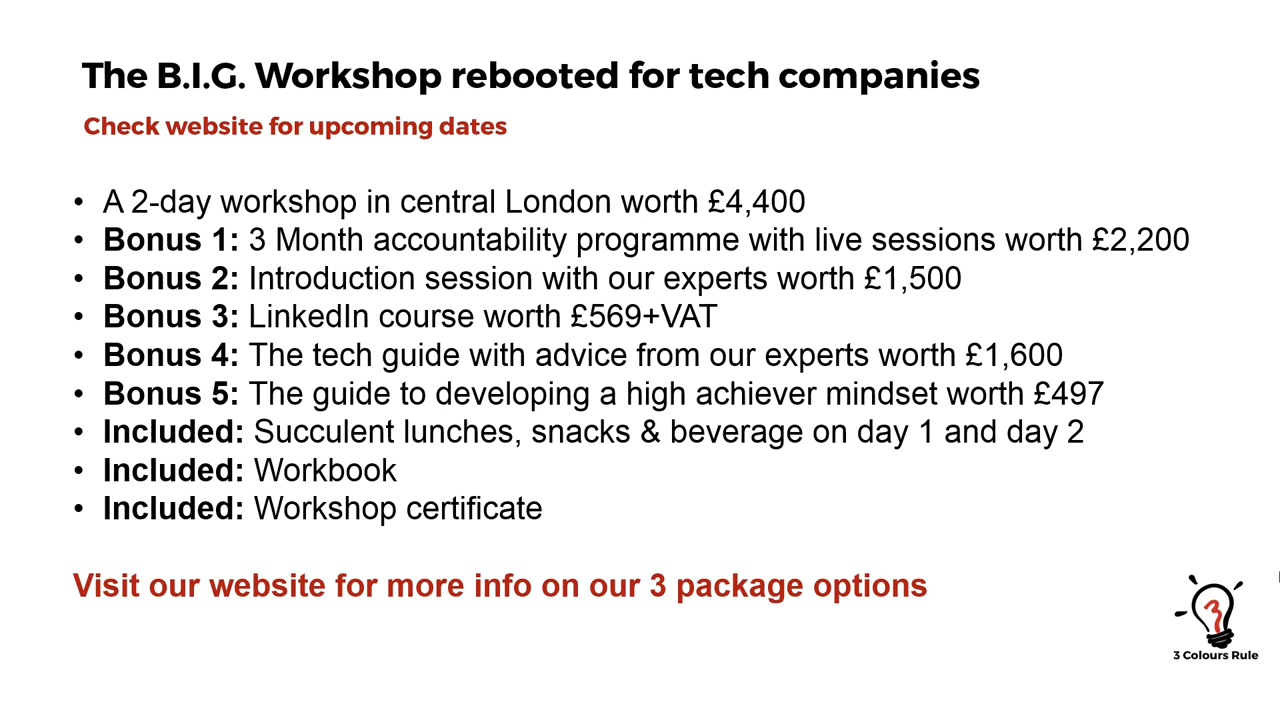 The B.I.G. Workshop rebooted for tech companies
Check website for upcoming dates
• A 2-day workshop in central London worth £4,400
• Bonus 1: 3 Month accountability programme with live sessions worth £2,200
• Bonus 2: Introduction session with our experts worth £1,500
• Bonus 3: LinkedIn course worth £569+VAT
• Bonus 4: The tech guide with advice from our experts worth £1,600
• Bonus 5: The guide to developing a high achiever mindset worth £497
• Included: Succulent lunches, snacks & beverage on day 1 and day 2
• Included: Workbook
• Included: Workshop certificate
Visit our website for more info on our 3 package options
3
3 Colours Rule